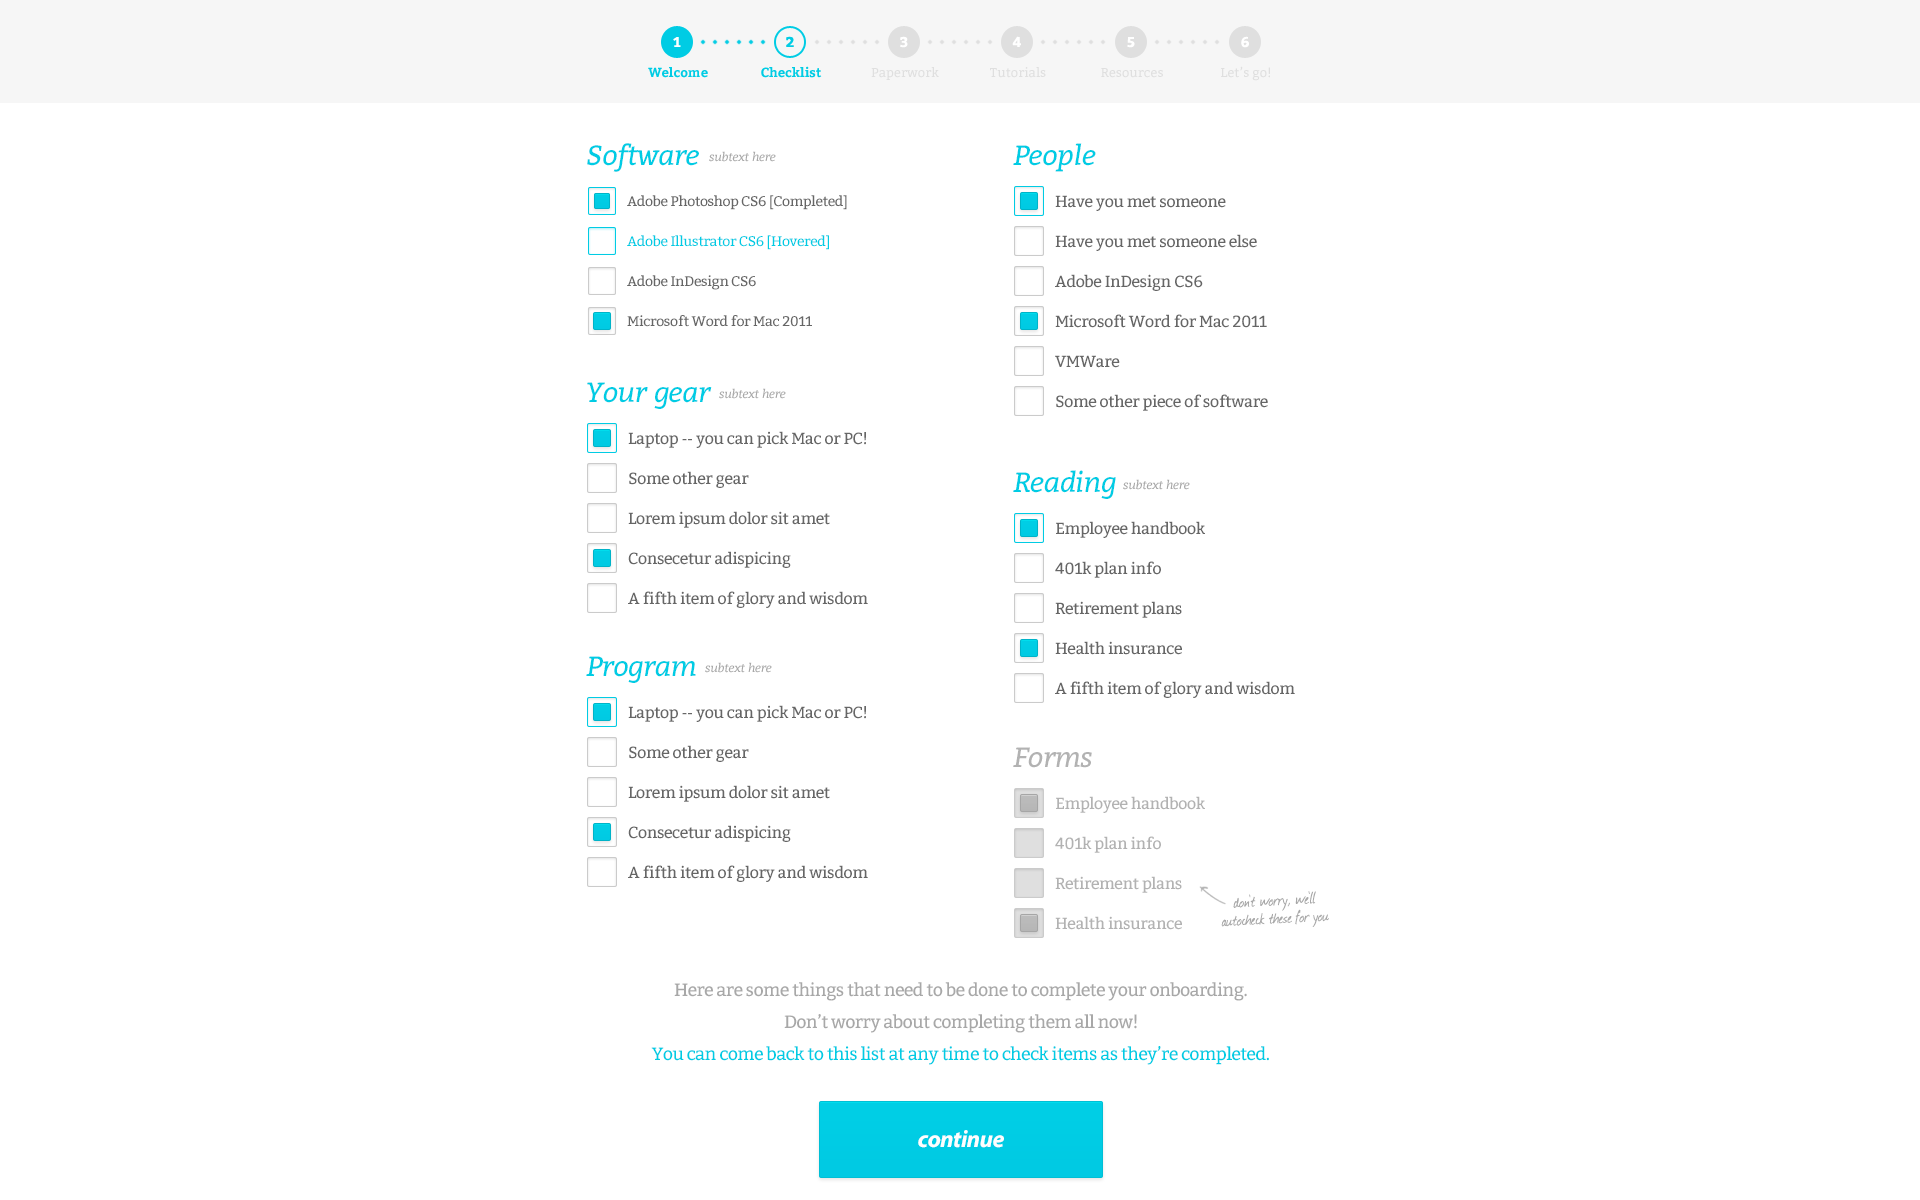 1 2 3 4 5 6
Welcome Checklist Paperwork Tutorials Resources Let's go!
Software subtext here
Adobe Photoshop CS6 [Completed]
Adobe Illustrator CS6 [Hovered]
Adobe InDesign CS6
Microsoft Word for Mac 2011
Your gear subtext here
Laptop -- you can pick Mac or PC!
Some other gear
Lorem ipsum dolor sit amet
Consecetur adispicing
A fifth item of glory and wisdom
Program subtext here
Laptop -- you can pick Mac or PC!
Some other gear
Lorem ipsum dolor sit amet
Consecetur adispicing
A fifth item of glory and wisdom
People
Have you met someone
Have you met someone else
Adobe InDesign CS6
Microsoft Word for Mac 2011
VMWare
Some other piece of software
Reading subtext here
Employee handbook
401k plan info
Retirement plans
Health insurance
A fifth item of glory and wisdom
Forms
Employee handbook
401k plan info
Retirement plans
Health insurance
don't worry, we'll
autocheck these for you
Here are some things that need to be done to complete your onboarding.
Don’t worry about completing them all now!
You can come back to this list at any time to check items as they’re completed.
continue